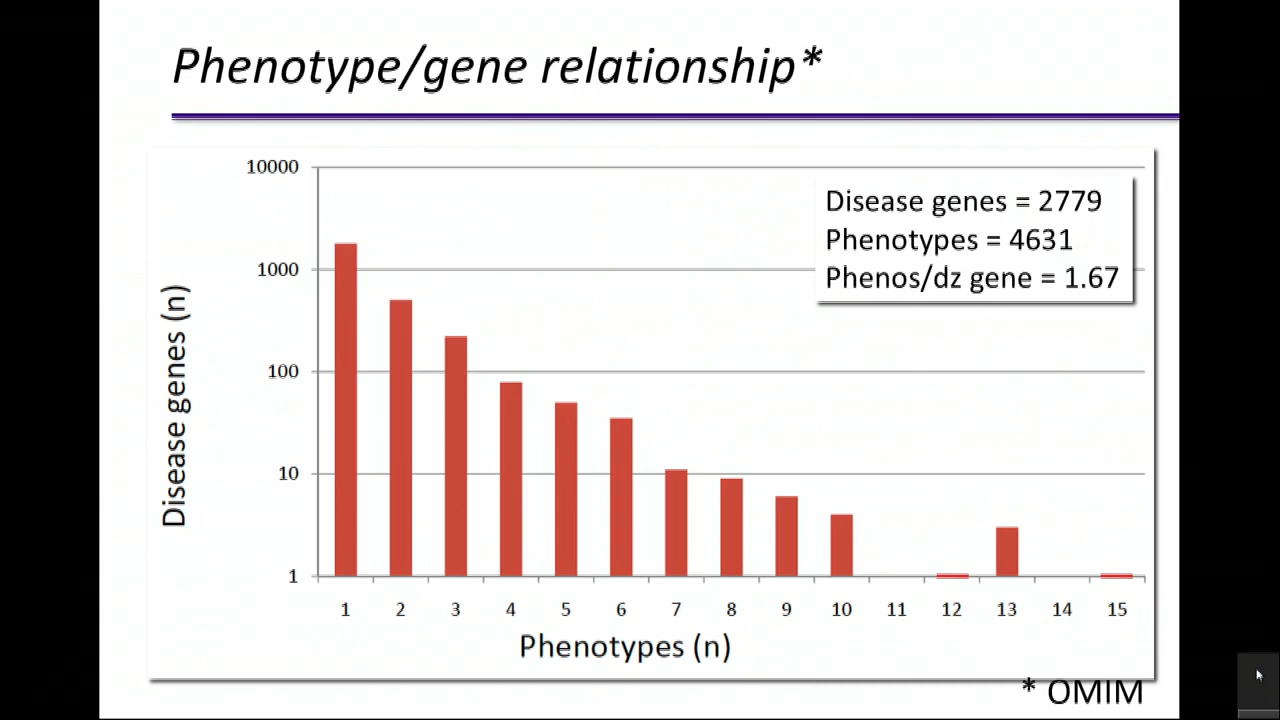 Phenotype/gene relationship*
10000
1000
100
10
1
Disease genes (n)
Disease genes = 2779
Phenotypes = 4631
Phenos/dz gene = 1.67
1 2 3 4 5 6 7 8 9 10 11 12 13 14 15
Phenotypes (n)
* OMIM